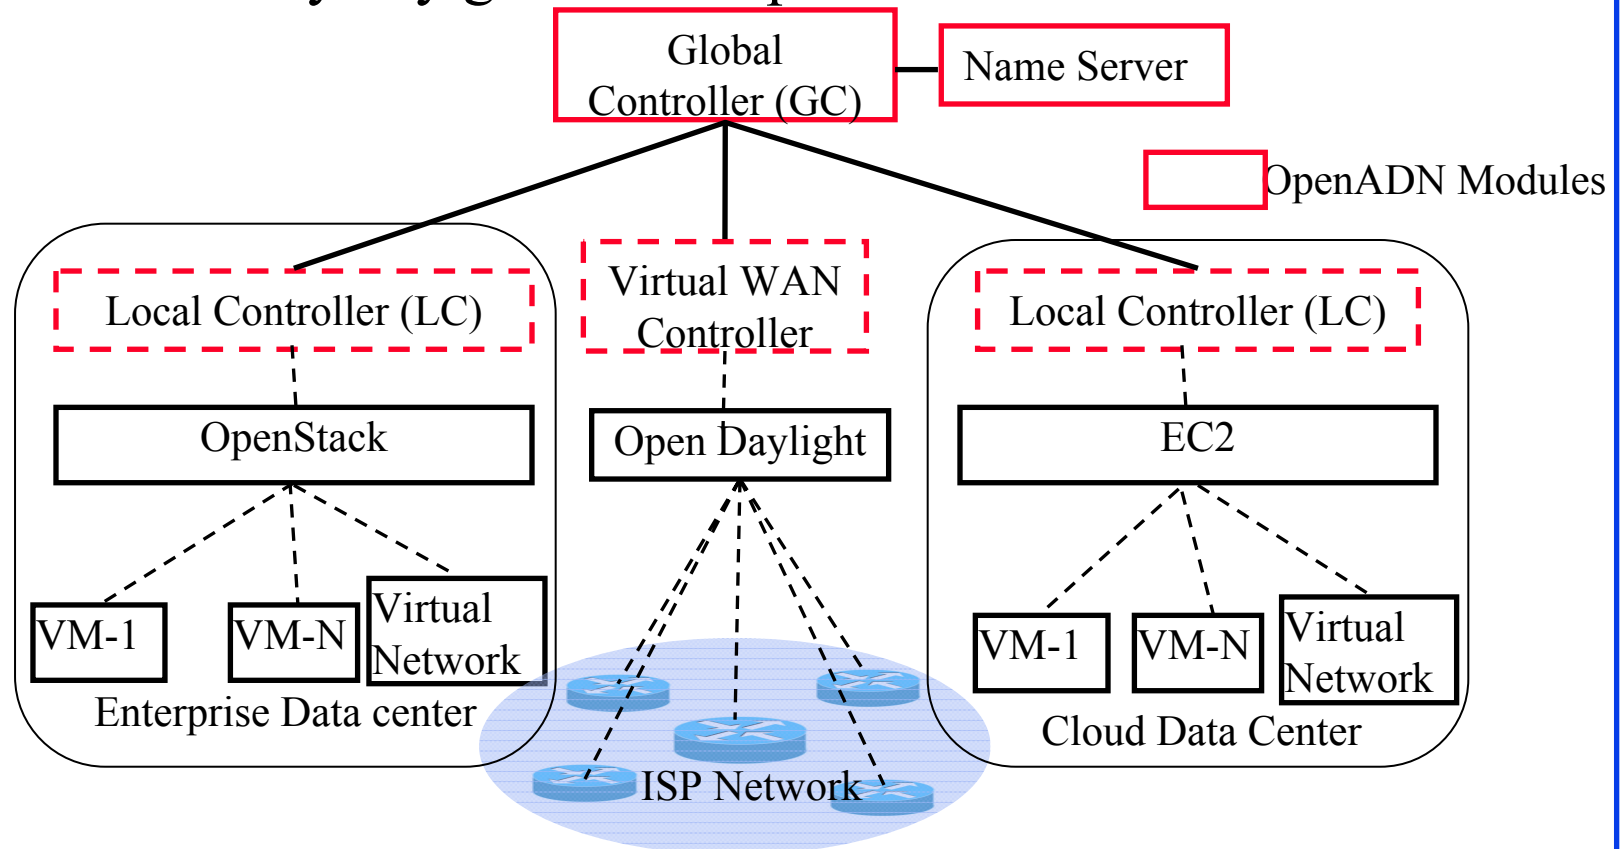 Global
Controller (GC)
Name Server
OpenADN Modules
Local Controller (LC)
Virtual WAN
Controller
Local Controller (LC)
OpenStack
Open Daylight
EC2
VM-1
VM-N
Virtual
Network
Enterprise Data center
ISP Network
VM-1
VM-N
Virtual
Network
Cloud Data Center